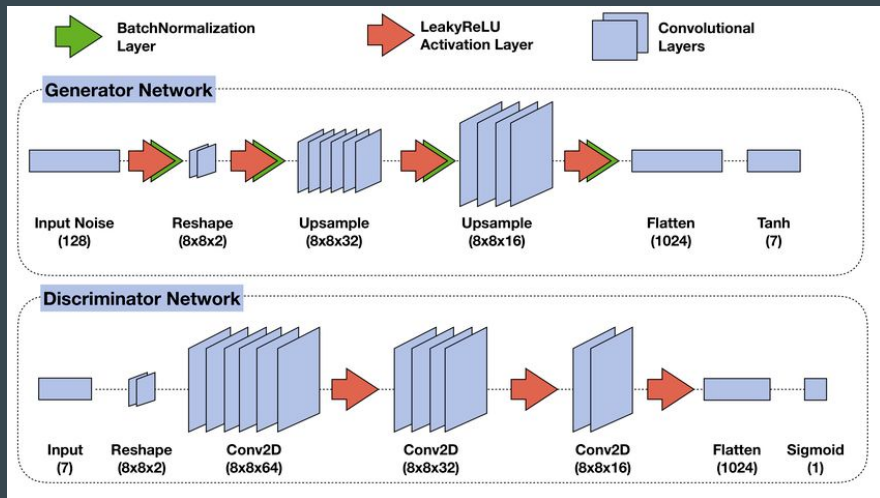 BatchNormalization
Layer
LeakyReLU
Activation Layer
Convolutional
Layers
Generator Network
Input Noise
(128)
Reshape
(8x8x2)
Upsample
(8x8x32)
Upsample
(8x8x16)
Flatten
(1024)
Tanh
(7)
Discriminator Network
Input
(7)
Reshape
(8x8x2)
Conv2D
(8x8x64)
Conv2D
(8x8x32)
Conv2D
(8x8x16)
Flatten
(1024)
Sigmoid
(1)